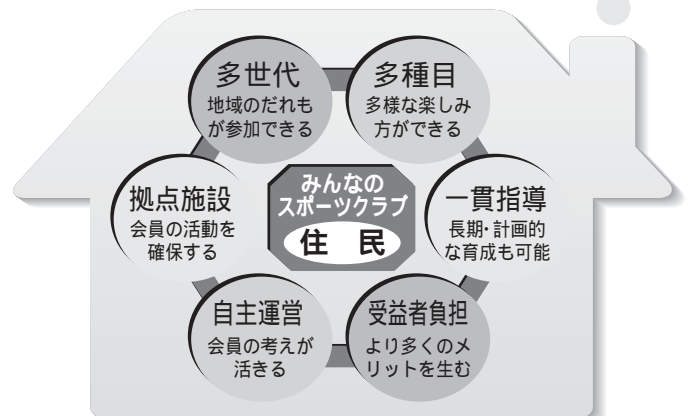 多世代
地域のだれも
が参加できる
多種目
多様な楽しみ
方ができる
拠点施設
会員の活動を
確保する
みんなの
スポーツクラブ
住 民
一貫指導
長期・計画的
な育成も可能
自主運営
会員の考えが
活きる
受益者負担
より多くのメ
リットを生む